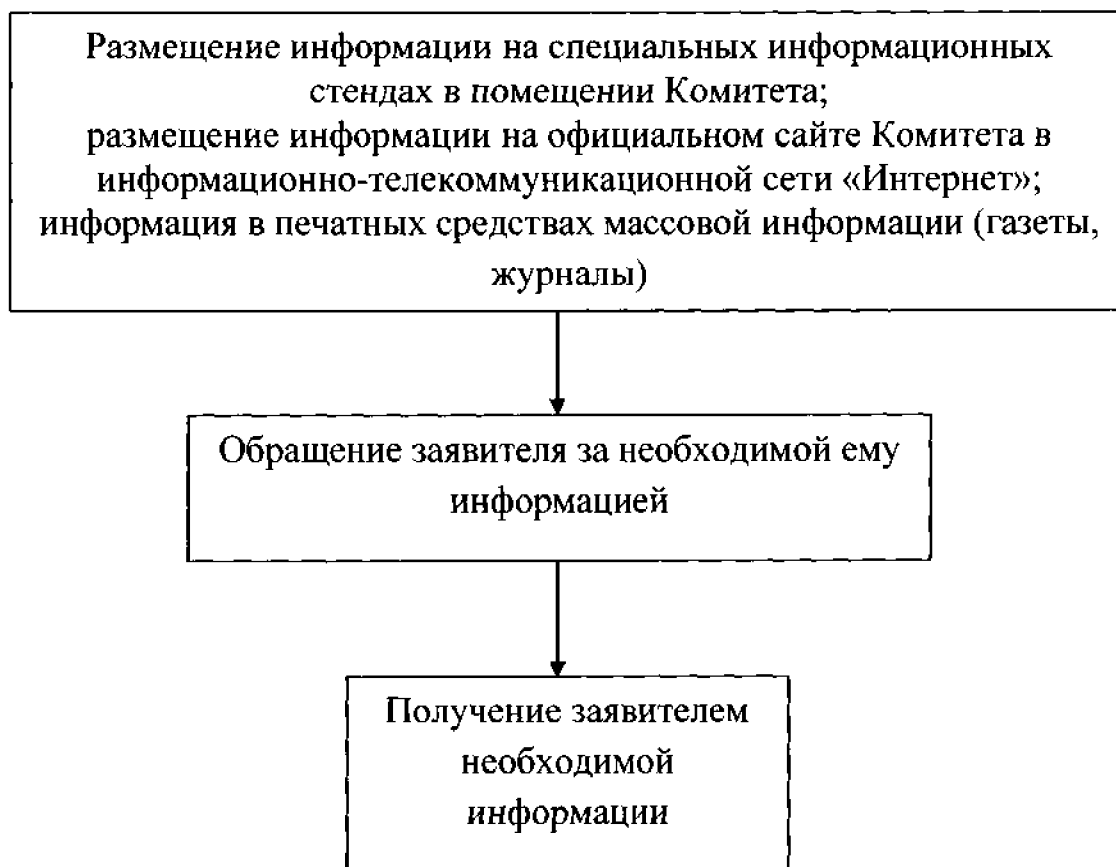 Размещение информации на специальных информационных
стендах в помещении Комитета;
размещение информации на официальном сайте Комитета в
информационно-телекоммуникационной сети «Интернет»;
информация в печатных средствах массовой информации (газеты,
журналы)
Обращение заявителя за необходимой ему
информацией
Получение заявителем
необходимой
информации